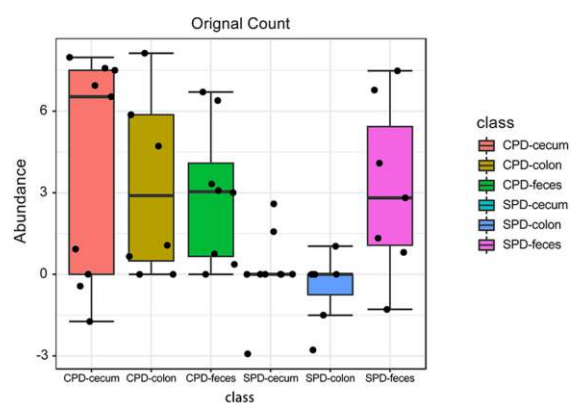 Orignal Count
Abundance
6
3
0
-3
CPD-cecum CPD-colon CPD-feces SPD-cecum SPD-colon SPD-feces
class
class
CPD-cecum
CPD-colon
CPD-feces
SPD-cecum
SPD-colon
SPD-feces